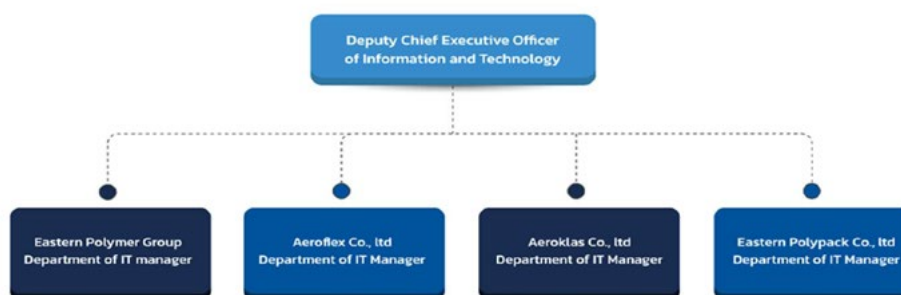 Deputy Chief Executive Officer
of Information and Technology
Eastern Polymer Group
Department of IT manager
Aeroflex Co., ltd
Department of IT Manager
Aeroklas Co., ltd
Department of IT Manager
Eastern Polypack Co., ltd
Department of IT Manager